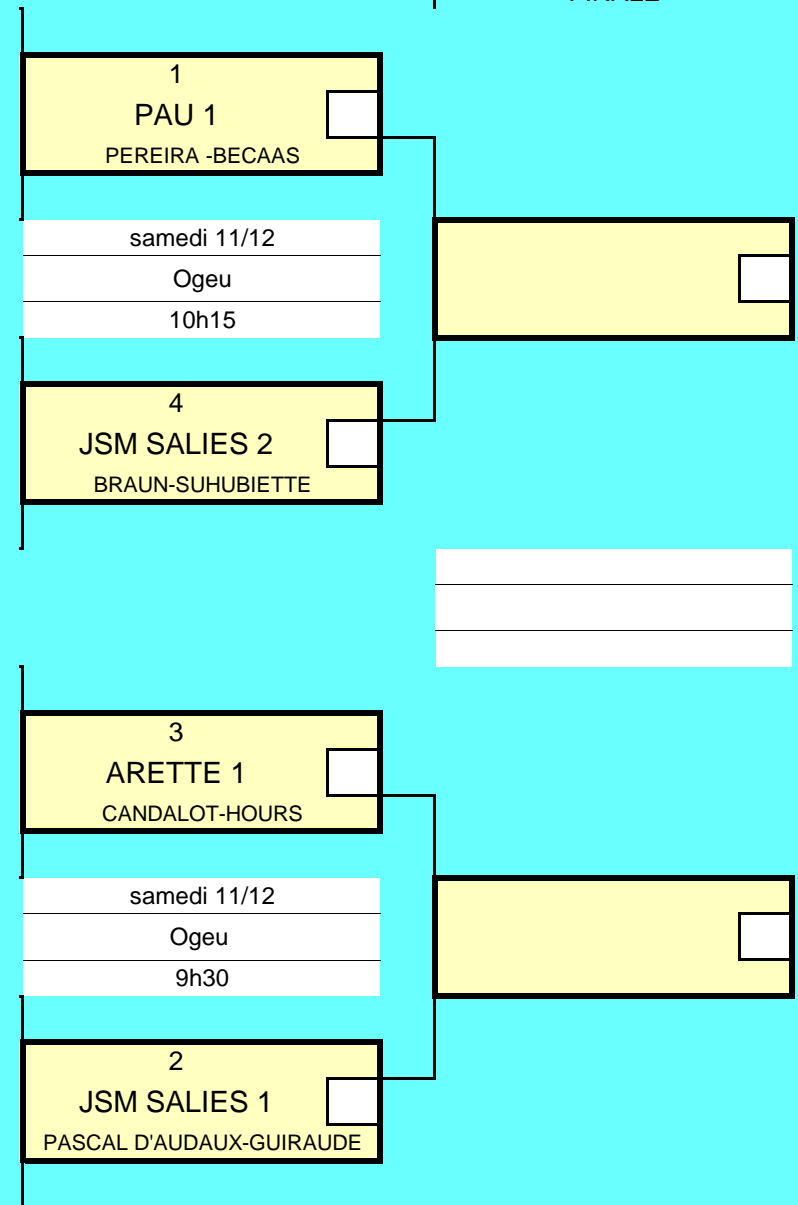 1
PAU 1
PEREIRA -BECAAS
samedi 11/12
Ogeu
10h15
4
JSM SALIES 2
BRAUN-SUHUBIETTE
3
ARETTE 1
CANDALOT-HOURS
samedi 11/12
Ogeu
9h30
2
JSM SALIES 1
PASCAL D'AUDAUX-GUIRAUDE